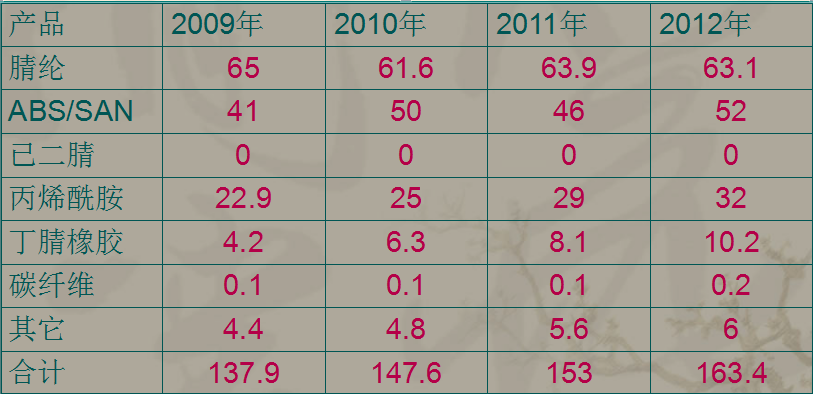 产品 2009年 2010年 2011年 2012年
腈纶 65 61.6 63.9 63.1
ABS/SAN 41 50 46 52
已二腈 0 0 0 0
丙烯酰胺 22.9 25 29 32
丁腈橡胶 4.2 6.3 8.1 10.2
碳纤维 0.1 0.1 0.1 0.2
其它 4.4 4.8 5.6 6
合计 137.9 147.6 153 163.4